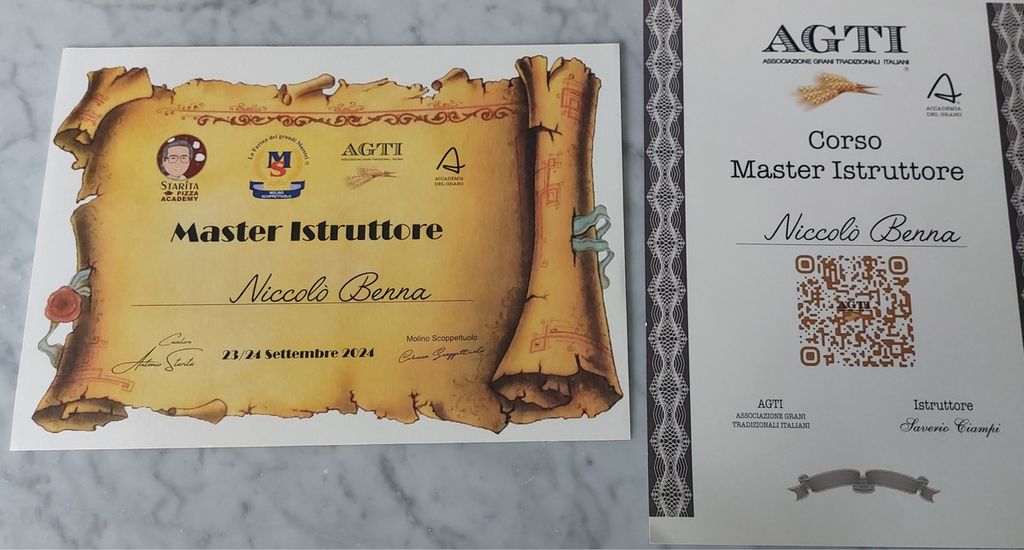 STARITA
PIZZA
ACADEMY
La Farina dei grandi Maestri ®
MS
MOLINO
SCOPPETTUOLO
AGTI
ASSOCIAZIONE GRANI TRADIZIONALI ITALIANI
ACCADEMIA
DEL GRANO
Master Istruttore
Niccolò Benna
Cavaliere
Antonio Starita
23/24 Settembre 2024
Molino Scoppettuolo
Scoppettuolo
AGTI
ASSOCIAZIONE GRANI TRADIZIONALI ITALIANI
ACCADEMIA
DEL GRANO
Corso
Master Istruttore
Niccolò Benna
AGTI
AGTI
ASSOCIAZIONE GRANI
TRADIZIONALI ITALIANI
Istruttore
Saverio Ciampi